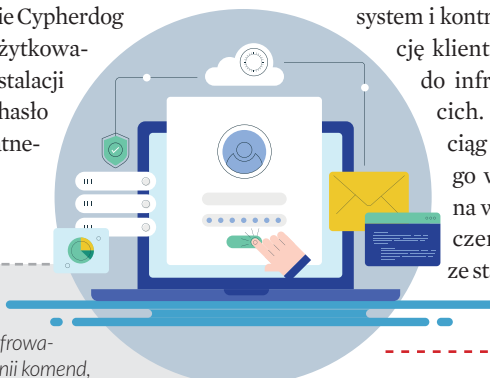 ie Cypherdog
żytkowa-
stalacji
hasło
atne-
frowa-
nii komend,
system i kontr
cję klient
do infr
cich.
ciąg
go v
na w
czer
ze st